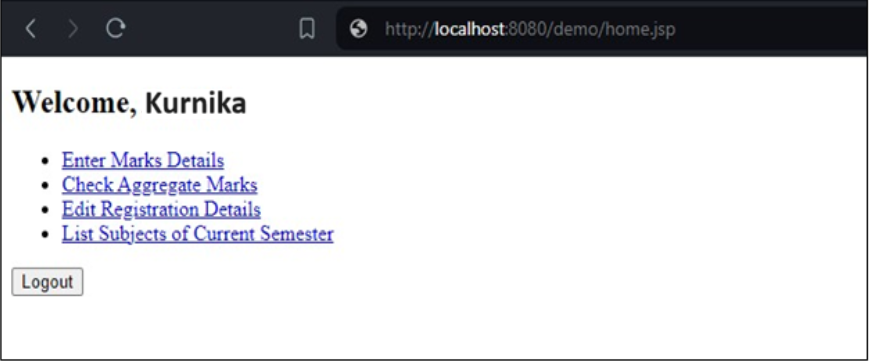 http://localhost:8080/demo/home.jsp
Welcome, Kurnika
Enter Marks Details
Check Aggregate Marks
Edit Registration Details
List Subjects of Current Semester
Logout